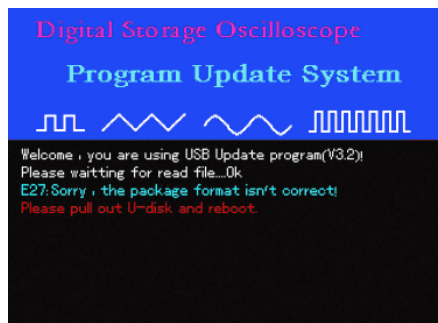 Digital Storage Oscilloscope
Program Update System
Welcome , you are using USB Update program(V3.2)!
Please waitting for read file....Ok
E27:Sorry , the package format isn't correct!
Please pull out U-disk and reboot.